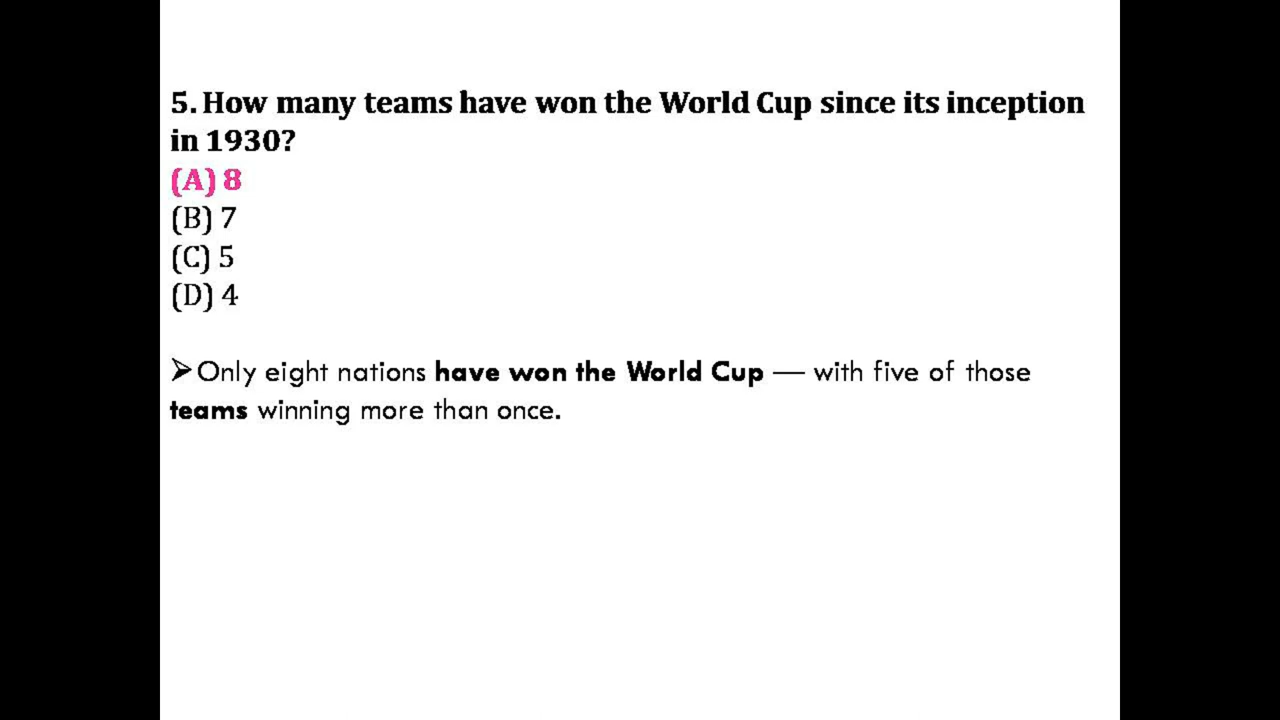 5. How many teams have won the World Cup since its inception
in 1930?
(A) 8
(B) 7
(C) 5
(D) 4
➢Only eight nations have won the World Cup — with five of those
teams winning more than once.